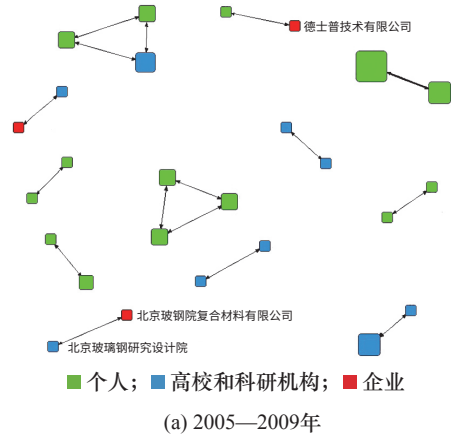 德士普技术有限公司
北京玻钢院复合材料有限公司
北京玻璃钢研究设计院
个人； 高校和科研机构； 企业
(a) 2005—2009年